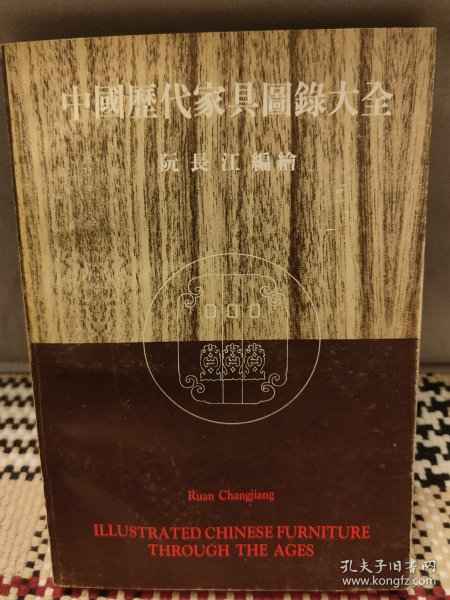 中國歷代家具圖錄大全
阮長江編繪
Ruan Changjiang
ILLUSTRATED CHINESE FURNITURE
THROUGH THE AGES
孔夫子旧书网
www.kongfz.com